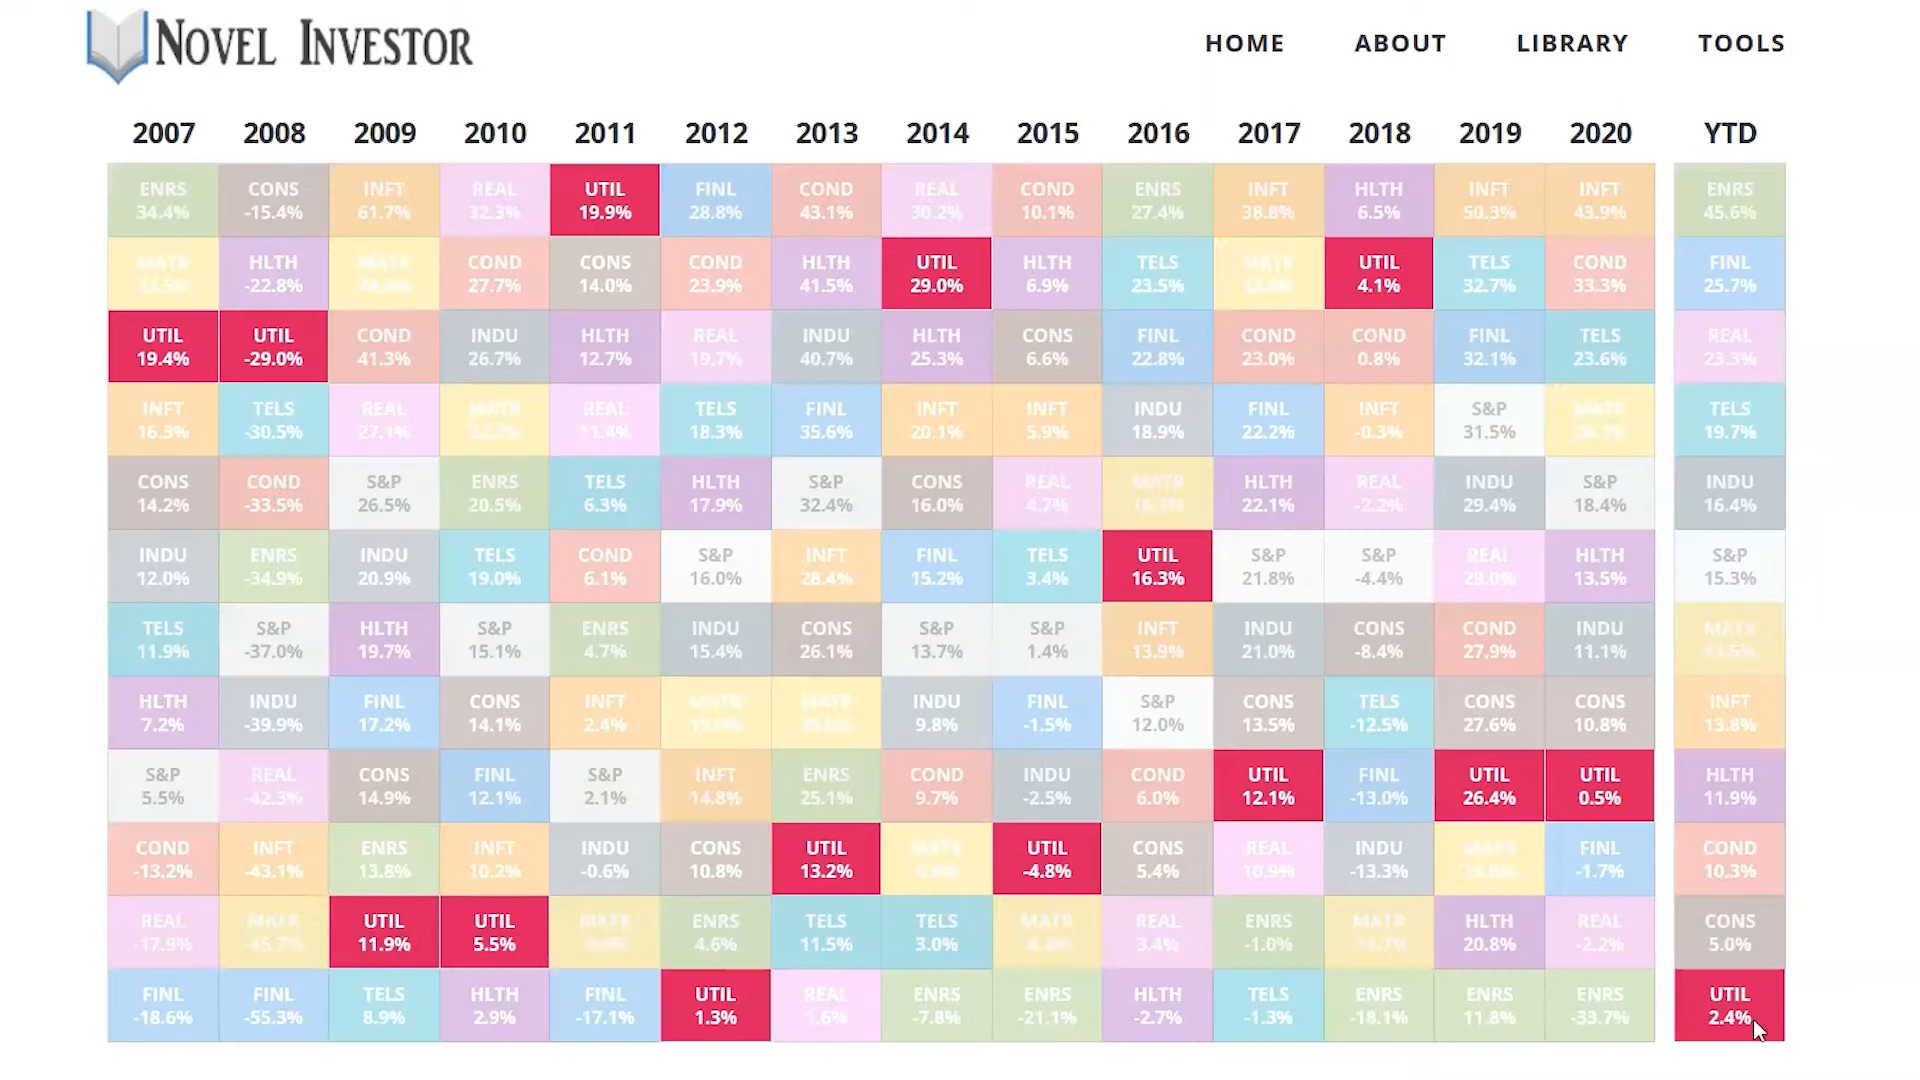 NOVEL INVESTOR
HOME ABOUT LIBRARY TOOLS
2007 2008 2009 2010 2011 2012 2013 2014 2015 2016 2017 2018 2019 2020 YTD
ENRS CONS INFT REAL UTIL FINL COND REAL COND ENRS INFT HLTH INFT INFT ENRS
34.4% -15.4% 61.7% 32.3% 19.9% 28.8% 43.1% 30.2% 10.1% 27.4% 38.8% 6.5% 50.3% 43.9% 45.6%
MATR HLTH MATR COND CONS COND HLTH UTIL HLTH TELS MATR UTIL TELS COND FINL
-22.8% 27.7% 14.0% 23.9% 41.5% 29.0% 6.9% 23.5% 4.1% 32.7% 33.3% 25.7%
UTIL UTIL COND INDU HLTH REAL INDU HLTH CONS FINL COND COND FINL TELS REAL
19.4% -29.0% 41.3% 26.7% 12.7% 19.7% 40.7% 25.3% 6.6% 22.8% 23.0% 0.8% 32.1% 23.6% 23.3%
INFT TELS REAL MATR REAL TELS FINL INFT INFT INDU FINL INFT S&P MATR TELS
16.3% -30.5% 27.1% 11.4% 18.3% 35.6% 20.1% 5.9% 18.9% 22.2% -0.3% 31.5% 19.7%
CONS COND S&P ENRS TELS HLTH S&P CONS REAL MATR HLTH REAL INDU S&P INDU
14.2% -33.5% 26.5% 20.5% 6.3% 17.9% 32.4% 16.0% 4.7% 22.1% -2.2% 29.4% 18.4% 16.4%
INDU ENRS INDU TELS COND S&P INFT FINL TELS UTIL S&P S&P REAL HLTH S&P
12.0% -34.9% 20.9% 19.0% 6.1% 16.0% 28.4% 15.2% 3.4% 16.3% 21.8% -4.4% 29.0% 13.5% 15.3%
TELS S&P HLTH S&P ENRS INDU CONS S&P S&P INFT INDU CONS COND INDU MATR
11.9% -37.0% 19.7% 15.1% 4.7% 15.4% 26.1% 13.7% 1.4% 13.9% 21.0% -8.4% 27.9% 11.1%
HLTH INDU FINL CONS INFT MATR MATR INDU FINL S&P CONS TELS CONS CONS INFT
7.2% -39.9% 17.2% 14.1% 2.4% 9.8% -1.5% 12.0% 13.5% -12.5% 27.6% 10.8% 13.8%
S&P REAL CONS FINL S&P INFT ENRS COND INDU COND UTIL FINL UTIL UTIL HLTH
5.5% -42.3% 14.9% 12.1% 2.1% 14.8% 25.1% 9.7% -2.5% 6.0% 12.1% -13.0% 26.4% 0.5% 11.9%
COND INFT ENRS INFT INDU CONS UTIL MATR UTIL CONS REAL INDU MATR FINL COND
-13.2% -43.1% 13.8% 10.2% -0.6% 10.8% 13.2% -4.8% 5.4% 10.9% -13.3% -1.7% 10.3%
REAL MATR UTIL UTIL MATR ENRS TELS TELS MATR REAL ENRS MATR HLTH REAL CONS
-17.9% -45.7% 11.9% 5.5% 4.6% 11.5% 3.0% 3.4% -1.0% 20.8% -2.2% 5.0%
FINL FINL TELS HLTH FINL UTIL REAL ENRS ENRS HLTH TELS ENRS ENRS ENRS UTIL
-18.6% -55.3% 8.9% 2.9% -17.1% 1.3% 1.6% -7.8% -21.1% -2.7% -1.3% -18.1% 11.8% -33.7% 2.4%